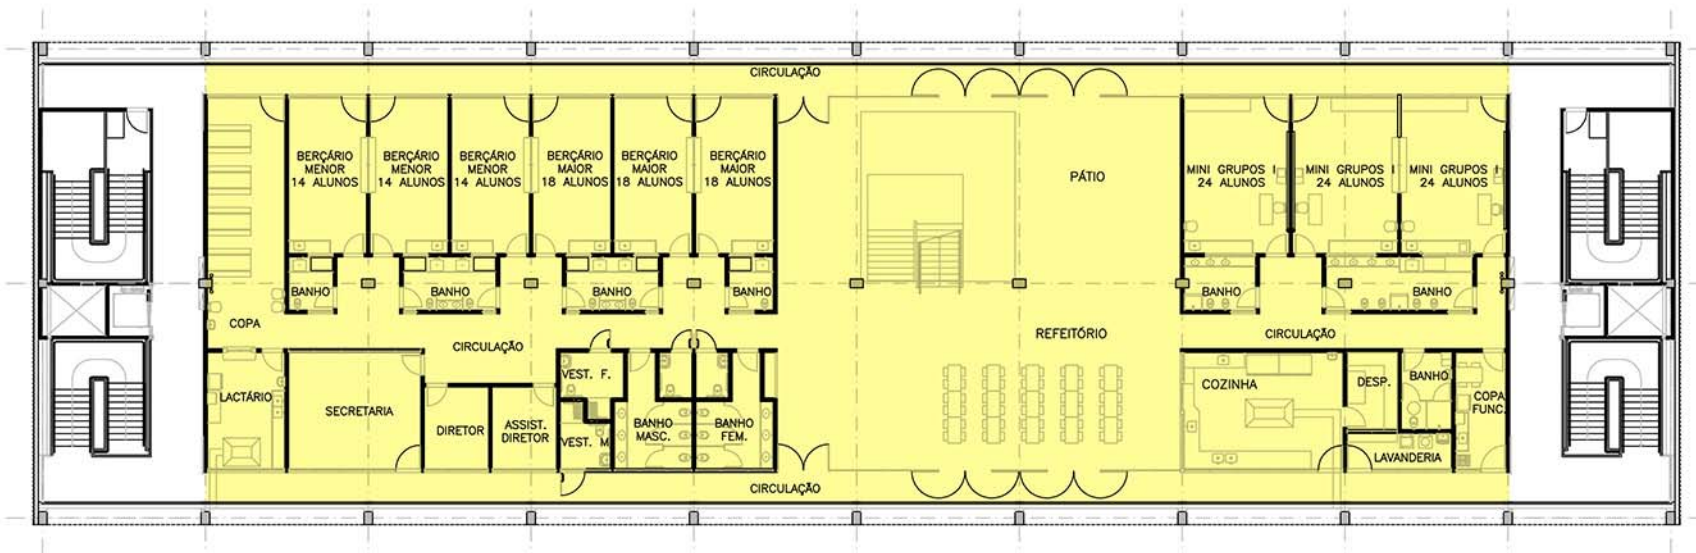 CIRCULAÇÃO
BERÇÁRIO
MENOR
14 ALUNOS
BERÇÁRIO
MENOR
14 ALUNOS
BERÇÁRIO
MENOR
14 ALUNOS
BERÇÁRIO
MAIOR
18 ALUNOS
BERÇÁRIO
MAIOR
18 ALUNOS
BERÇÁRIO
MAIOR
18 ALUNOS
PÁTIO
MINI GRUPOS I
24 ALUNOS
MINI GRUPOS I
24 ALUNOS
MINI GRUPOS I
24 ALUNOS
BANHO
BANHO
BANHO
BANHO
BANHO
BANHO
COPA
CIRCULAÇÃO
REFEITÓRIO
CIRCULAÇÃO
LACTÁRIO
SECRETARIA
DIRETOR
ASSIST.
DIRETOR
VEST. F.
VEST. M
BANHO
MASC.
BANHO
FEM.
COZINHA
DESP.
BANHO
COPA
FUNC.
LAVANDERIA
CIRCULAÇÃO